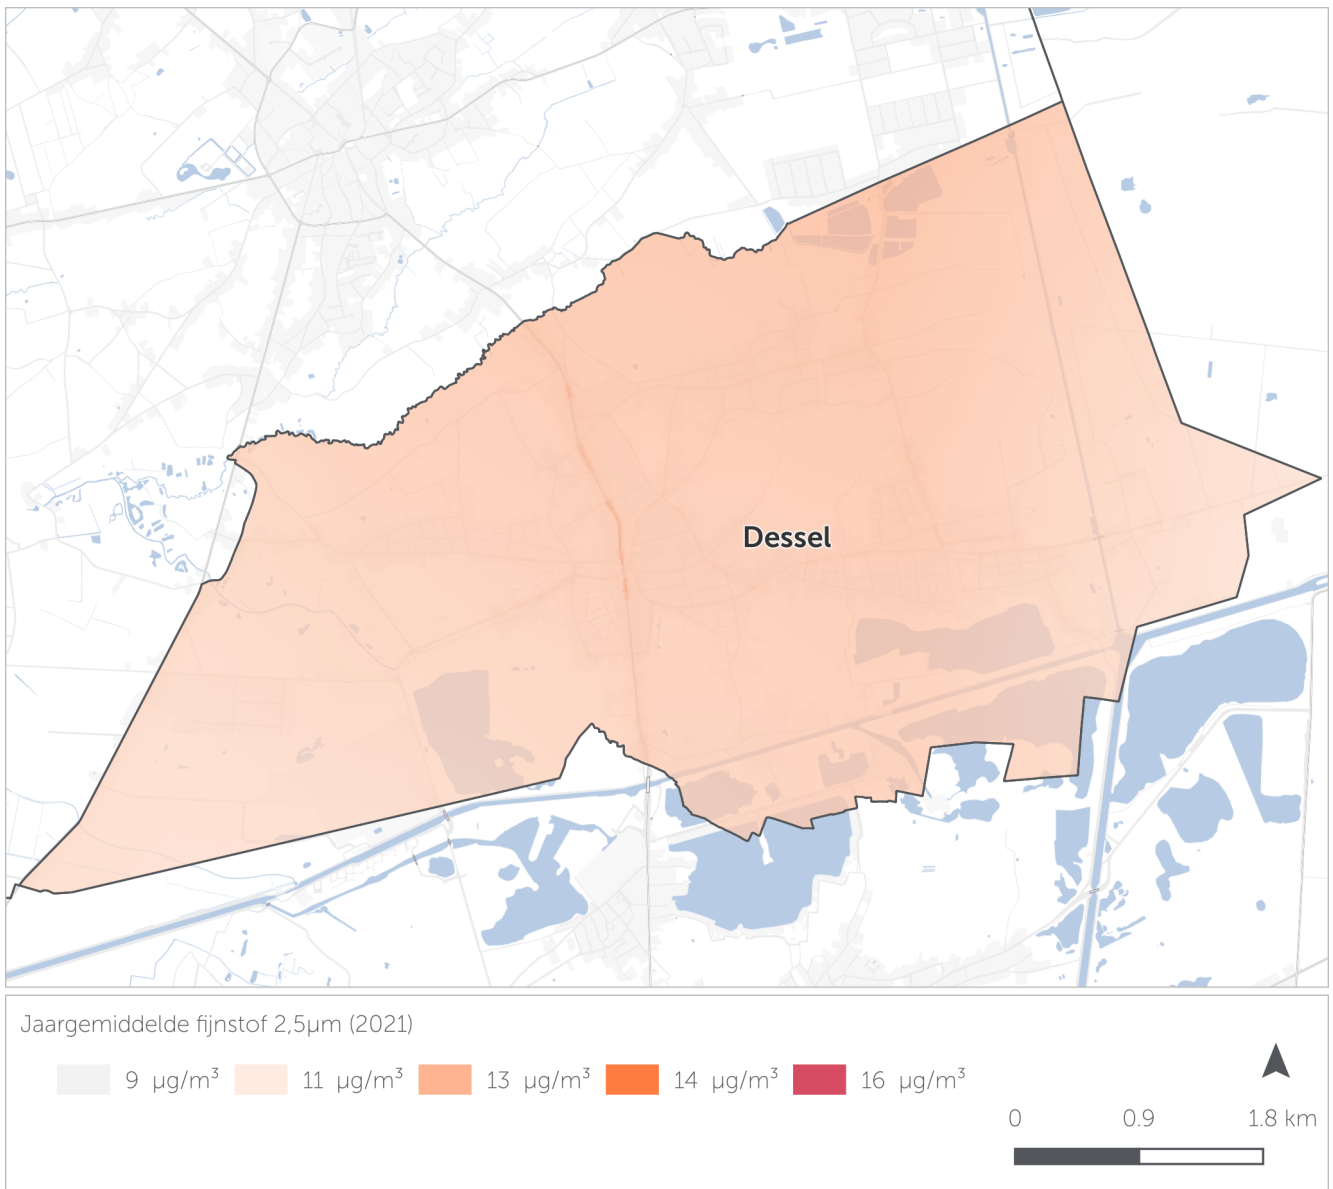 Dessel
Jaargemiddelde fijnstof 2,5µm (2021)
9 µg/m³ 11 µg/m³ 13 µg/m³ 14 µg/m³ 16 µg/m³
0 0.9 1.8 km